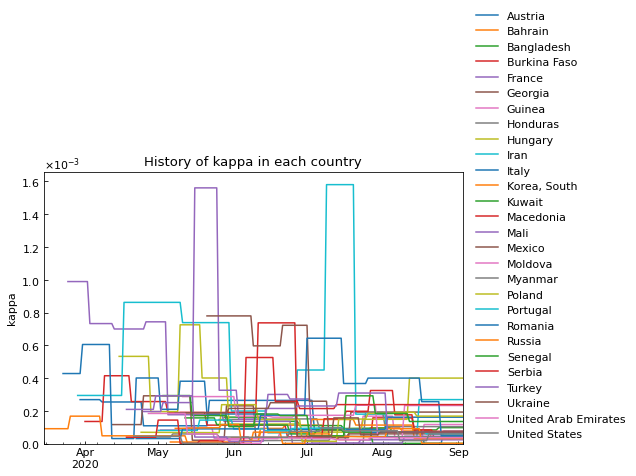 History of kappa in each country
×10⁻³
kappa
1.6
1.4
1.2
1.0
0.8
0.6
0.4
0.2
0.0
Apr
2020
May
Jun
Jul
Aug
Sep
Austria
Bahrain
Bangladesh
Burkina Faso
France
Georgia
Guinea
Honduras
Hungary
Iran
Italy
Korea, South
Kuwait
Macedonia
Mali
Mexico
Moldova
Myanmar
Poland
Portugal
Romania
Russia
Senegal
Serbia
Turkey
Ukraine
United Arab Emirates
United States